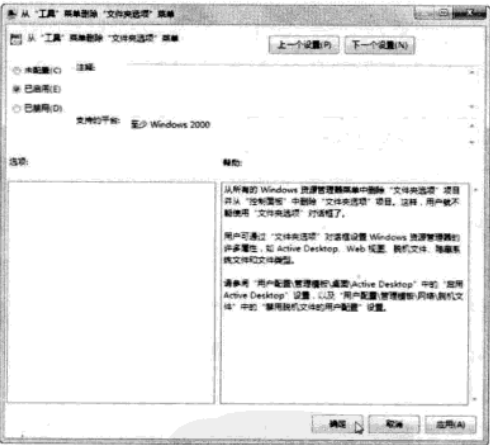 从“工具”菜单删除“文件夹选项”菜单
从“工具”菜单删除“文件夹选项”菜单
上一个设置(P)
下一个设置(N)
未配置(C)
注释:
已启用(E)
已禁用(D)
支持的平台:
至少 Windows 2000
选项:
帮助:
从所有的 Windows 资源管理器菜单中删除“文件夹选项”项目
并从“控制面板”中删除“文件夹选项”项目。注释，用户就不
能使用“文件夹选项”对话框了。
用户可通过“文件夹选项”对话框设置 Windows 资源管理器的
许多属性，如 Active Desktop、Web 视图、脱机文件、隐藏系
统文件和文件类型。
请参阅“用户配置\管理模板\桌面\Active Desktop”中的“启用
Active Desktop”设置，以及“用户配置\管理模板\网络\脱机文
件”中的“禁用脱机文件的用户配置”设置。
确定
取消
应用(A)